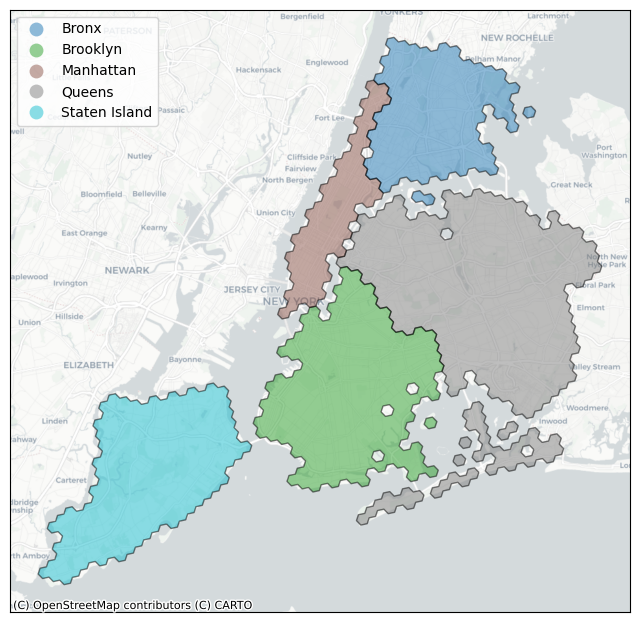 Bronx
Brooklyn
Manhattan
Queens
Staten Island
YONKERS
Bergenfield
Larchmont
NEW ROCHELLE
PATERSON
Englewood
Pelham Manor
Hackensack
Passaic
Fort Lee
Port
Washington
Nutley
Cliffside Park
Fairview
North Bergen
Great Neck
Bloomfield
Belleville
Union City
Kearny
East Orange
North New
Hyde Park
NEWARK
aplewood
Irvington
JERSEY CITY
NEW YORK
oral Park
Elmont
Union
Hillside
ELIZABETH
Bayonne
alley Stream
Woodmere
Linden
Inwood
ahway
Carteret
dbridge
nship
rth Amboy
(C) OpenStreetMap contributors (C) CARTO